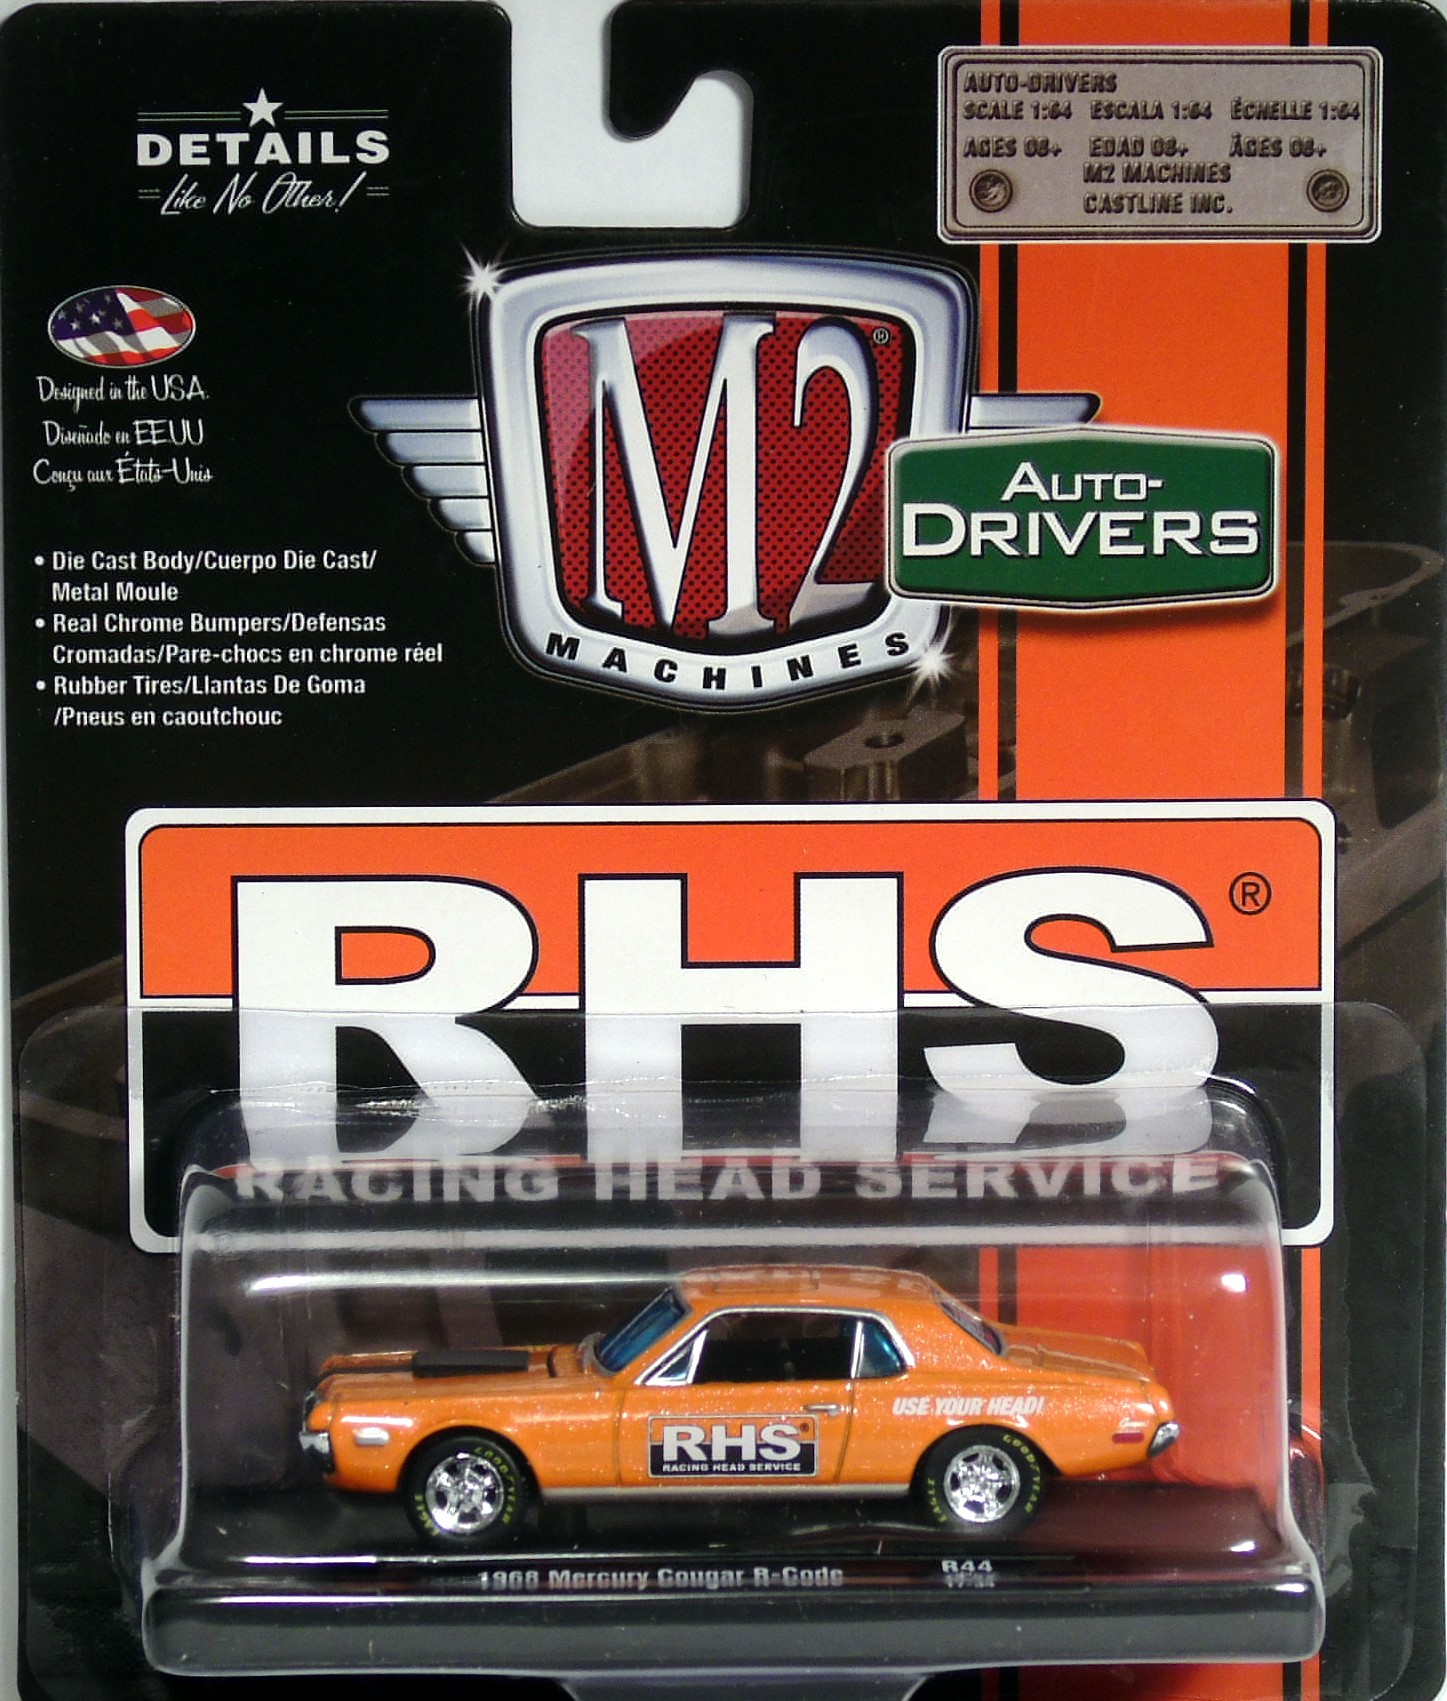 DETAILS
Like No Other!
AUTO-DRIVERS
SCALE 1:64 ESCALA 1:64 ÉCHELLE 1:64
AGES 08+ EDAD 08+ ÂGES 08+
M2 MACHINES
CASTLINE INC.
Designed in the USA.
Diseñado en EEUU
Conçu aux États-Unis
M2®
MACHINES
AUTO-
DRIVERS
• Die Cast Body/Cuerpo Die Cast/
Metal Moule
• Real Chrome Bumpers/Defensas
Cromadas/Pare-chocs en chrome réel
• Rubber Tires/Llantas De Goma
/Pneus en caoutchouc
RHS®
RACING HEAD SERVICE
USE YOUR HEAD!
RHS®
RACING HEAD SERVICE
GOODYEAR
EAGLE
GOODYEAR
EAGLE
1968 Mercury Cougar R-Code
R44